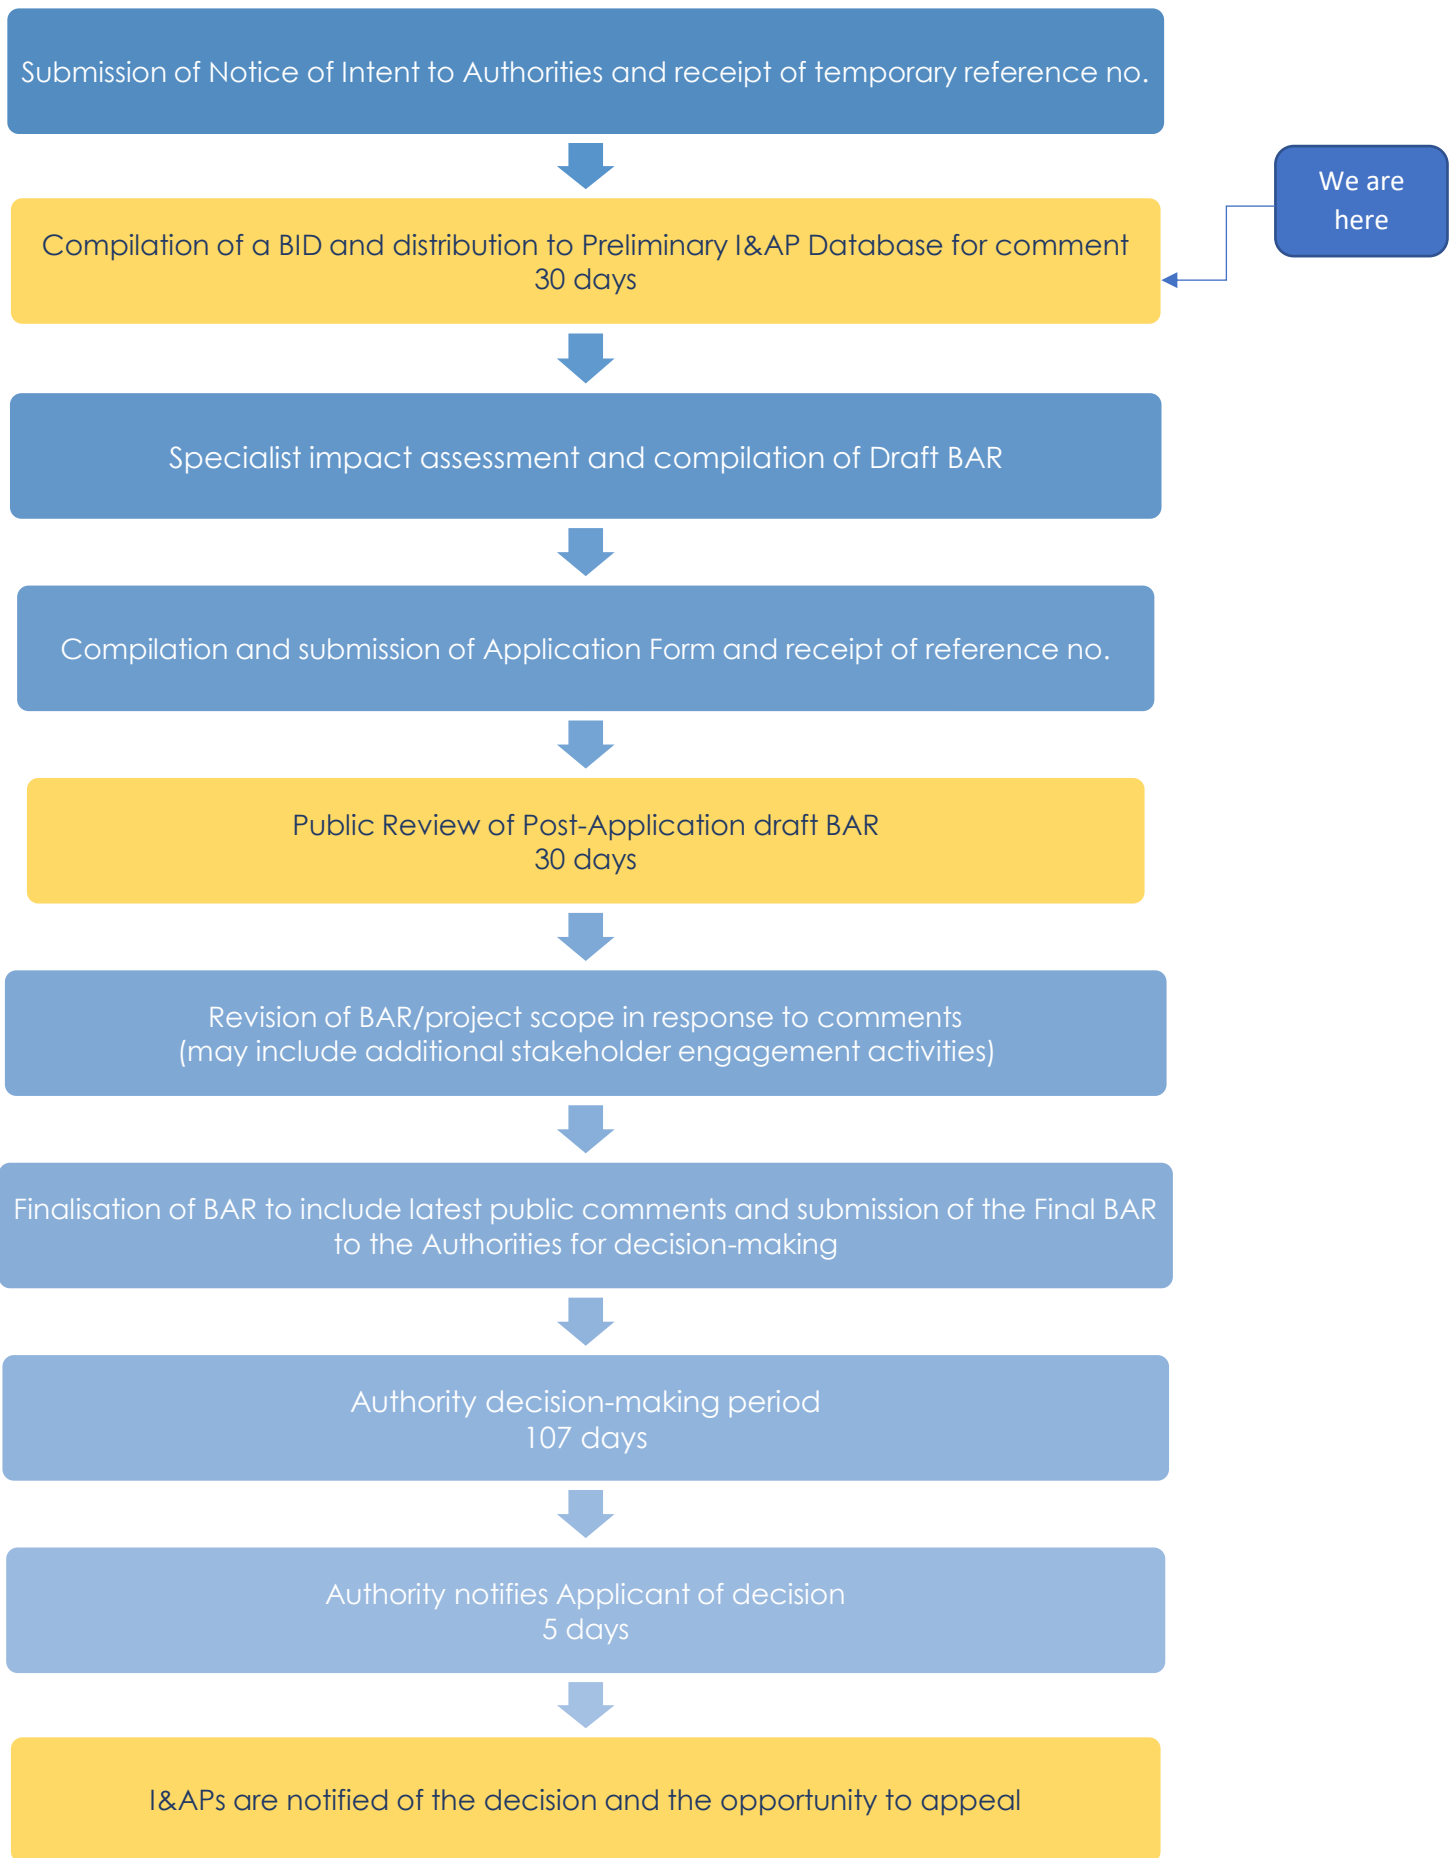 Submission of Notice of Intent to Authorities and receipt of temporary reference no.
We are
here
Compilation of a BID and distribution to Preliminary I&AP Database for comment
30 days
Specialist impact assessment and compilation of Draft BAR
Compilation and submission of Application Form and receipt of reference no.
Public Review of Post-Application draft BAR
30 days
Revision of BAR/project scope in response to comments
(may include additional stakeholder engagement activities)
Finalisation of BAR to include latest public comments and submission of the Final BAR
to the Authorities for decision-making
Authority decision-making period
107 days
Authority notifies Applicant of decision
5 days
I&APs are notified of the decision and the opportunity to appeal